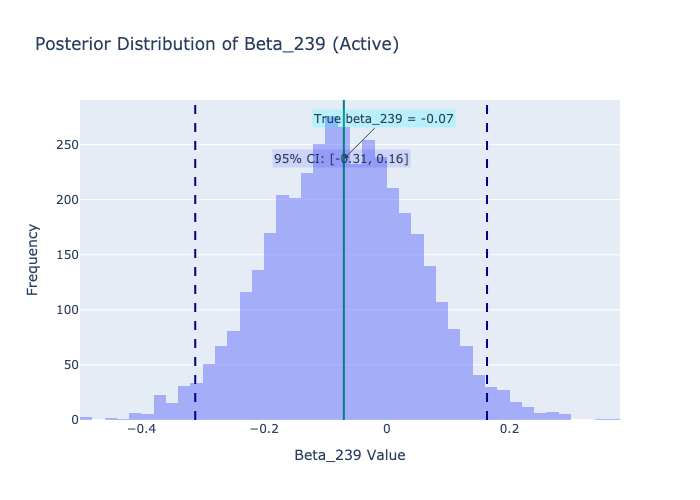 Posterior Distribution of Beta_239 (Active)
True beta_239 = -0.07
95% CI: [-0.31, 0.16]
250
200
150
100
50
0
Frequency
−0.4
−0.2
0
0.2
Beta_239 Value